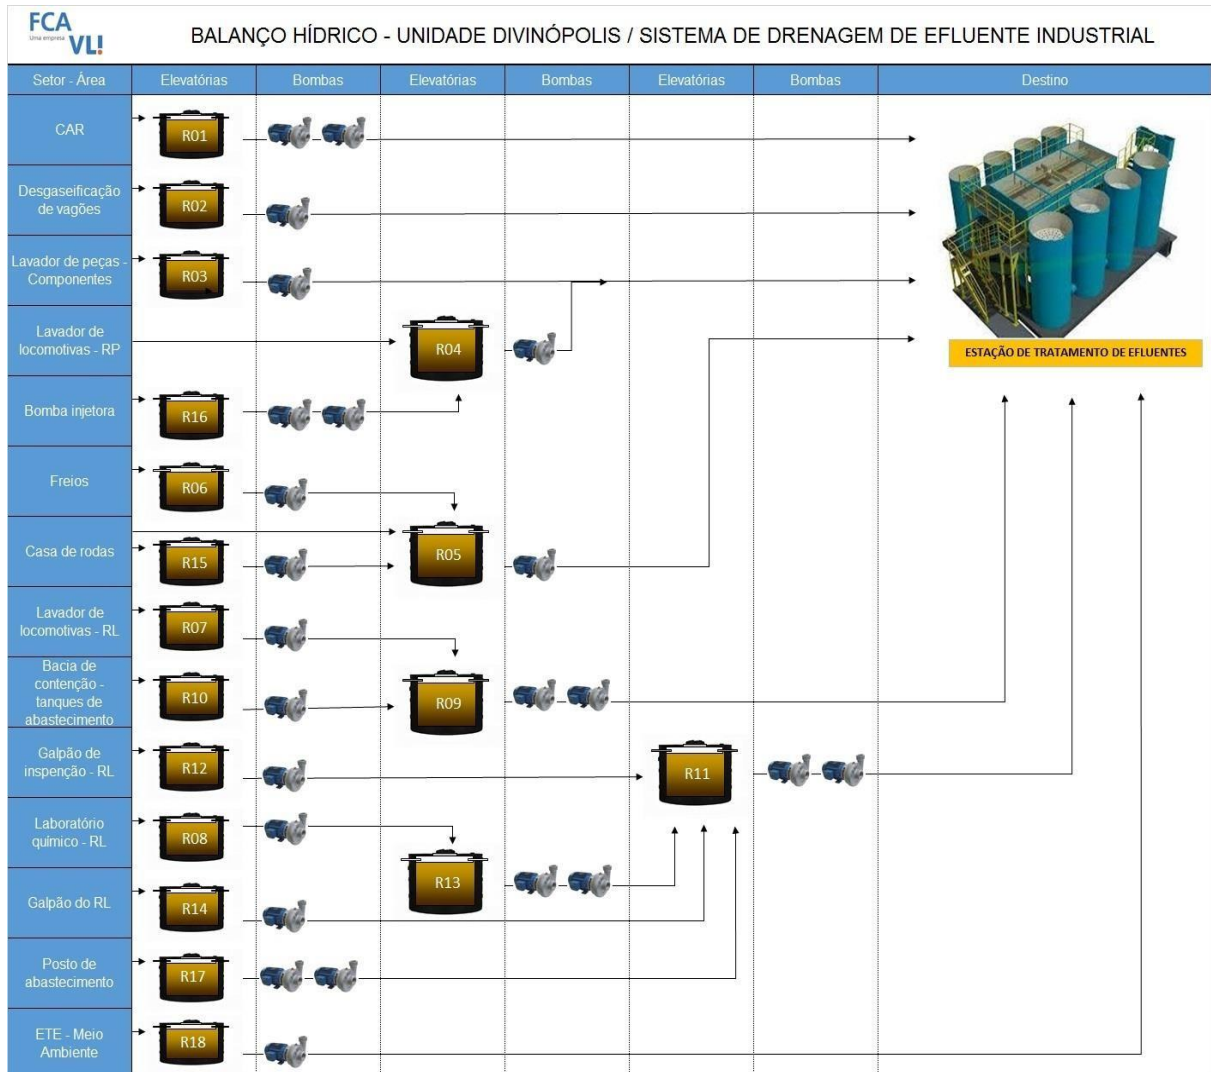 FCA
Uma empresa
VL!
BALANÇO HÍDRICO - UNIDADE DIVINÓPOLIS / SISTEMA DE DRENAGEM DE EFLUENTE INDUSTRIAL
Setor - Área
Elevatórias
Bombas
Elevatórias
Bombas
Elevatórias
Bombas
Destino
CAR
R01
Desgaseificação
de vagões
R02
Lavador de peças -
Componentes
R03
Lavador de
locomotivas - RP
R04
ESTAÇÃO DE TRATAMENTO DE EFLUENTES
Bomba injetora
R16
Freios
R06
Casa de rodas
R15
R05
Lavador de
locomotivas - RL
R07
Bacia de
contenção -
tanques de
abastecimento
R10
R09
Galpão de
inspenção - RL
R12
R11
Laboratório
químico - RL
R08
R13
Galpão do RL
R14
Posto de
abastecimento
R17
ETE - Meio
Ambiente
R18